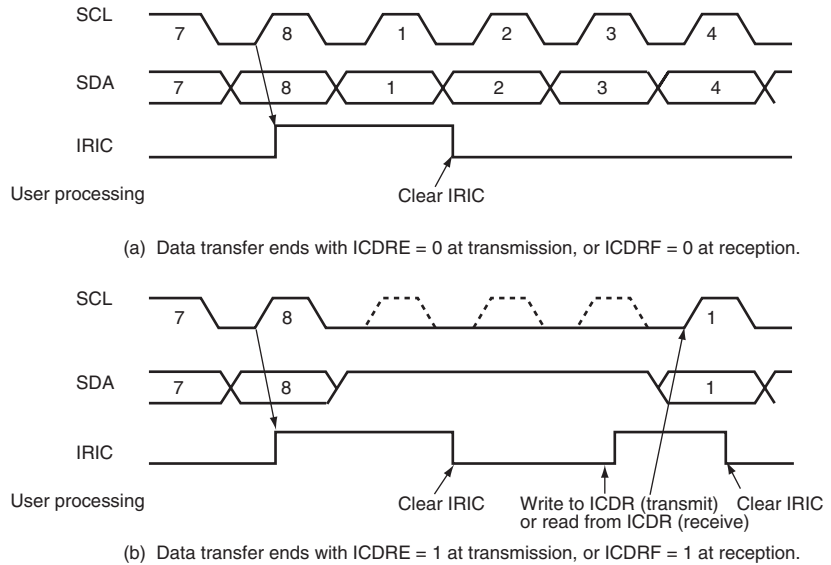 SCL 7 8 1 2 3 4
SDA 7 8 1 2 3 4
IRIC
User processing Clear IRIC
(a) Data transfer ends with ICDRE = 0 at transmission, or ICDRF = 0 at reception.
SCL 7 8 1
SDA 7 8 1
IRIC
User processing Clear IRIC Write to ICDR (transmit) Clear IRIC
or read from ICDR (receive)
(b) Data transfer ends with ICDRE = 1 at transmission, or ICDRF = 1 at reception.